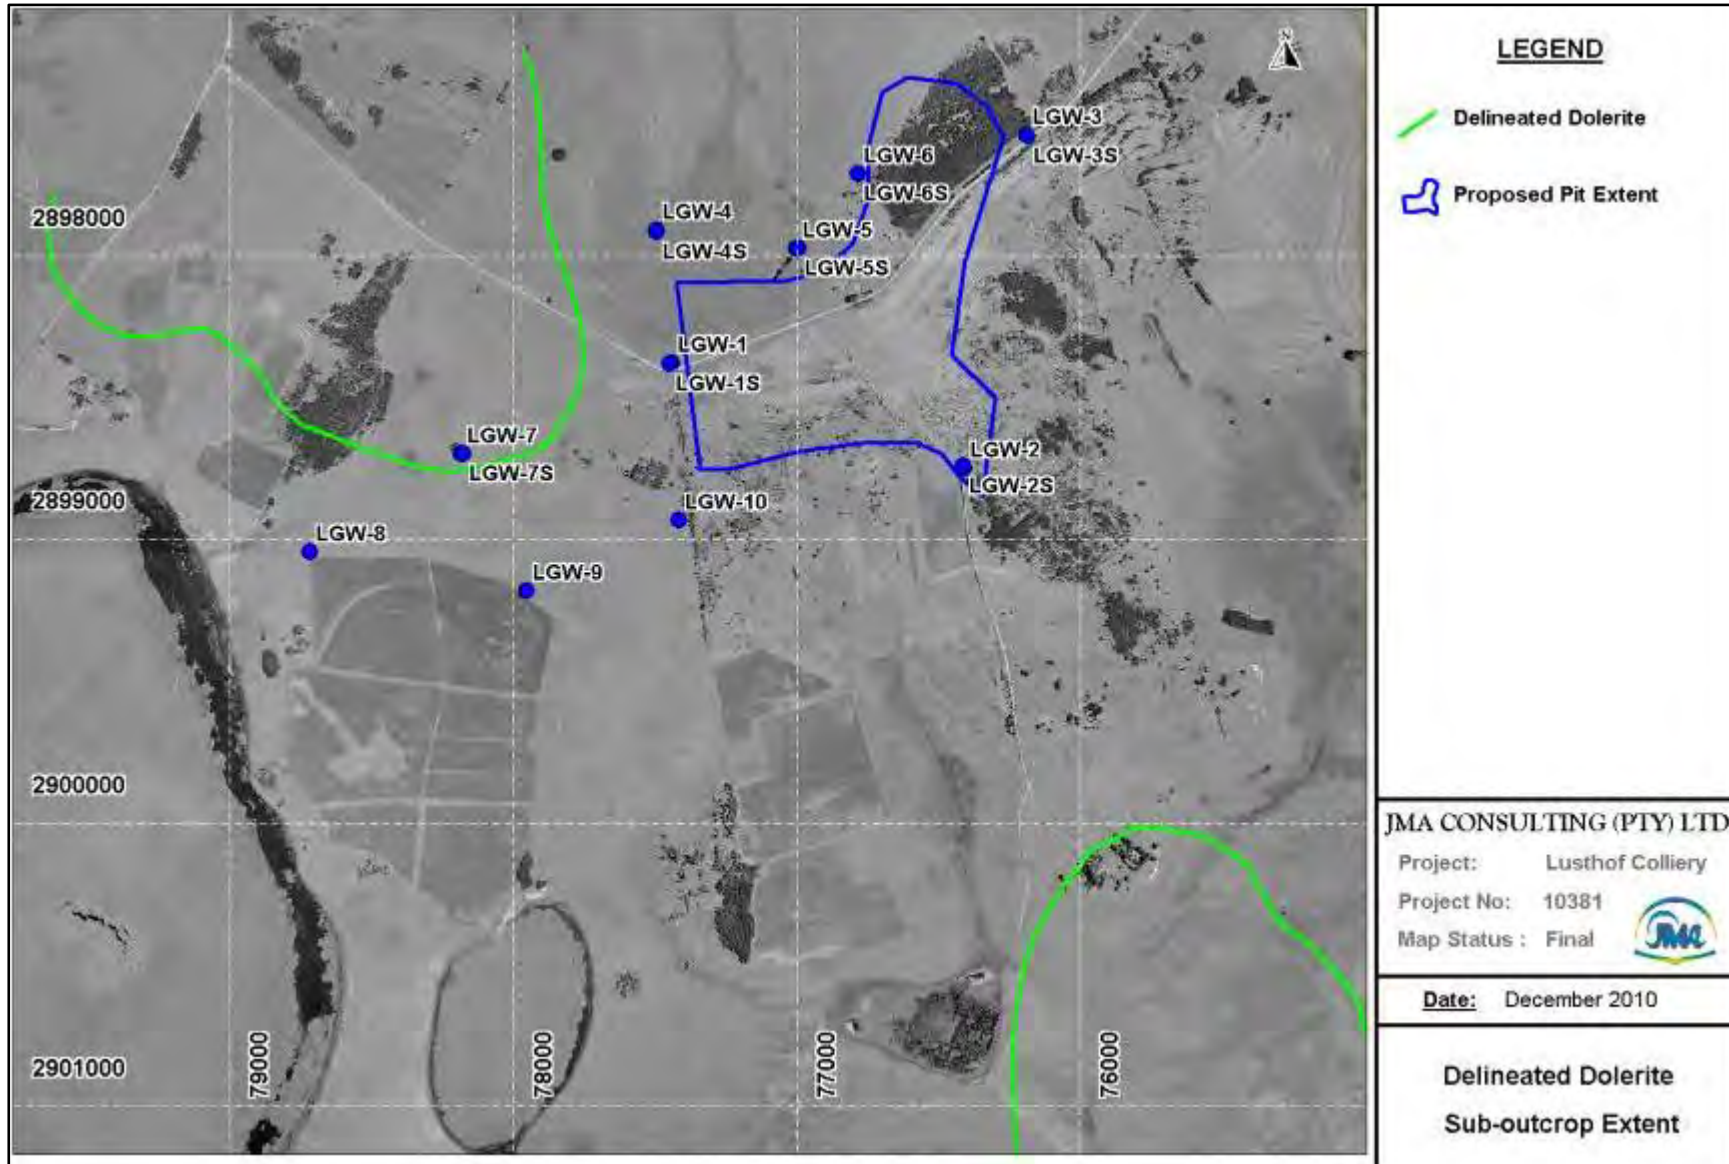 N
LGW-3
LGW-3S
LGW-6
LGW-6S
LGW-4
LGW-4S
LGW-5
LGW-5S
2898000
LGW-1
LGW-1S
LGW-7
LGW-7S
LGW-2
LGW-2S
2899000
LGW-10
LGW-8
LGW-9
2900000
2901000
79000
78000
77000
76000
LEGEND
Delineated Dolerite
Proposed Pit Extent
JMA CONSULTING (PTY) LTD
Project: Lusthof Colliery
Project No: 10381
Map Status : Final
JMA
Date: December 2010
Delineated Dolerite
Sub-outcrop Extent